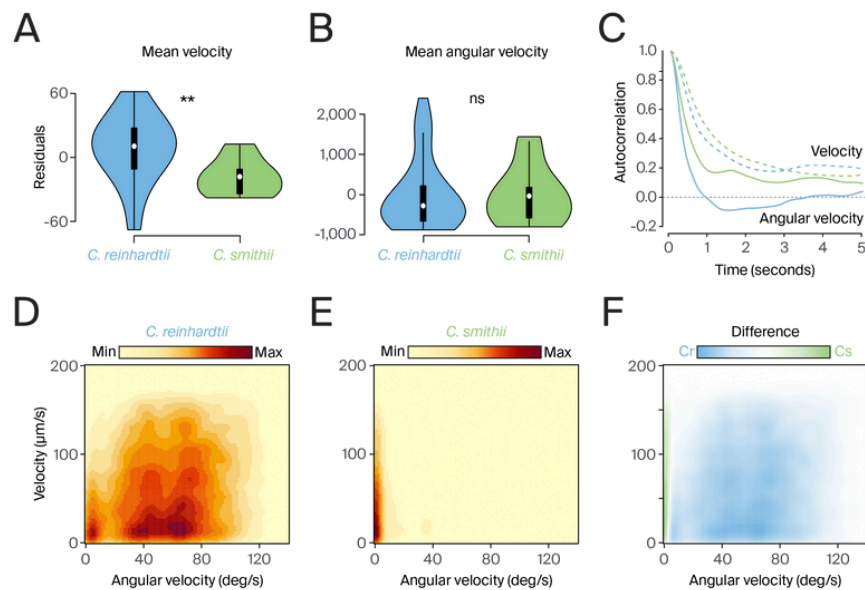 A
Mean velocity
60
0
-60
Residuals
**
C. reinhardtii
C. smithii
B
Mean angular velocity
2,000
1,000
0
-1,000
ns
C. reinhardtii
C. smithii
C
1.0
0.8
0.6
0.4
0.2
0.0
-0.2
Autocorrelation
Velocity
Angular velocity
0 1 2 3 4 5
Time (seconds)
D
C. reinhardtii
Min Max
200
100
0
Velocity (µm/s)
0 40 80 120
Angular velocity (deg/s)
E
C. smithii
Min Max
200
100
0
0 40 80 120
Angular velocity (deg/s)
F
Difference
Cr Cs
200
100
0
0 40 80 120
Angular velocity (deg/s)